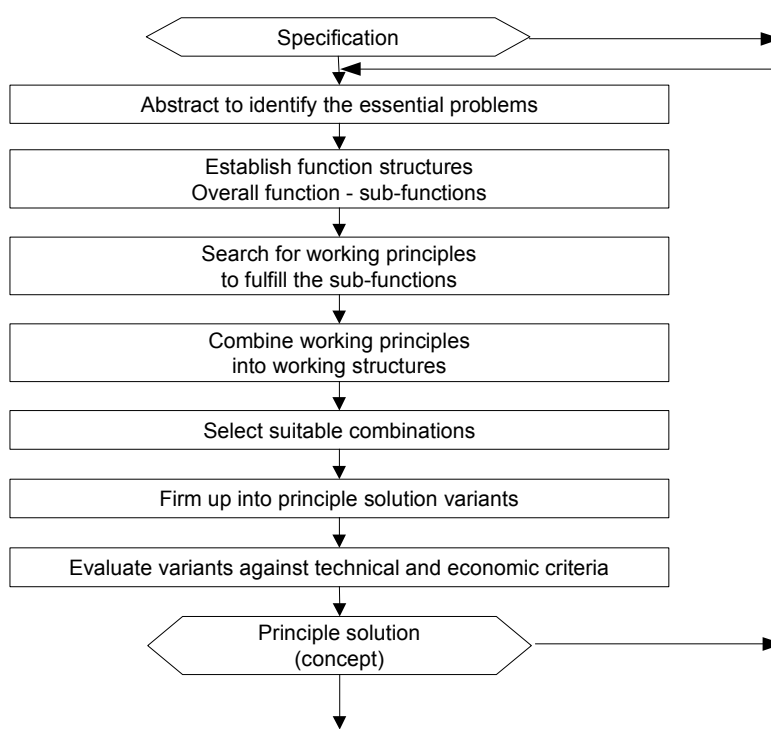 Specification
Abstract to identify the essential problems
Establish function structures
Overall function - sub-functions
Search for working principles
to fulfill the sub-functions
Combine working principles
into working structures
Select suitable combinations
Firm up into principle solution variants
Evaluate variants against technical and economic criteria
Principle solution
(concept)